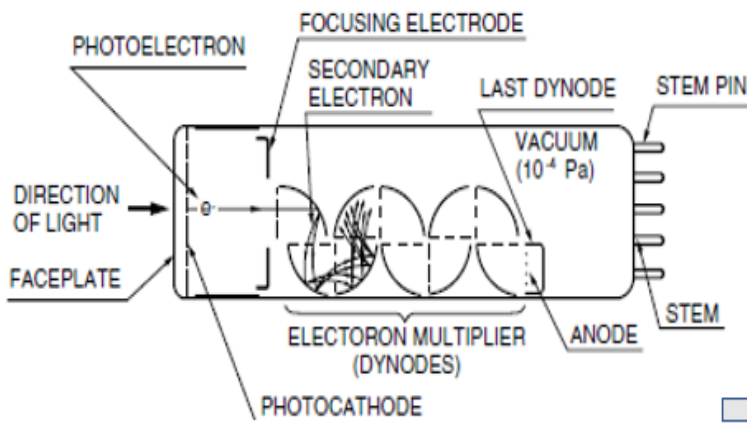 FOCUSING ELECTRODE
PHOTOELECTRON
SECONDARY
ELECTRON
LAST DYNODE
STEM PIN
VACUUM
(10⁻⁴ Pa)
DIRECTION
OF LIGHT
e-
FACEPLATE
STEM
ELECTORON MULTIPLIER
(DYNODES)
ANODE
PHOTOCATHODE